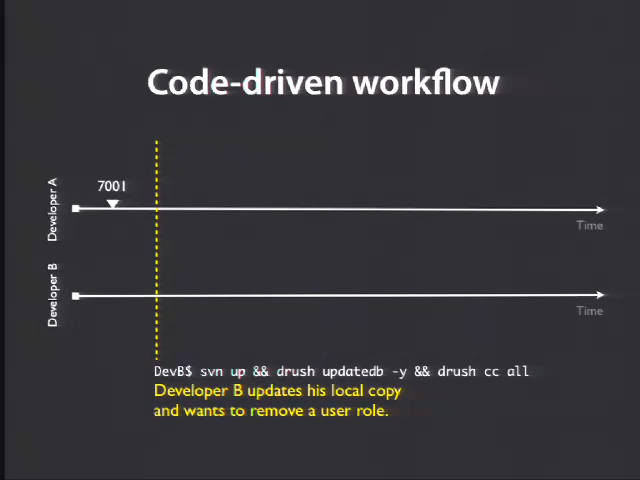 Code-driven workflow
7001
Developer A
Time
Developer B
Time
DevB$ svn up && drush updatedb -y && drush cc all
Developer B updates his local copy
and wants to remove a user role.